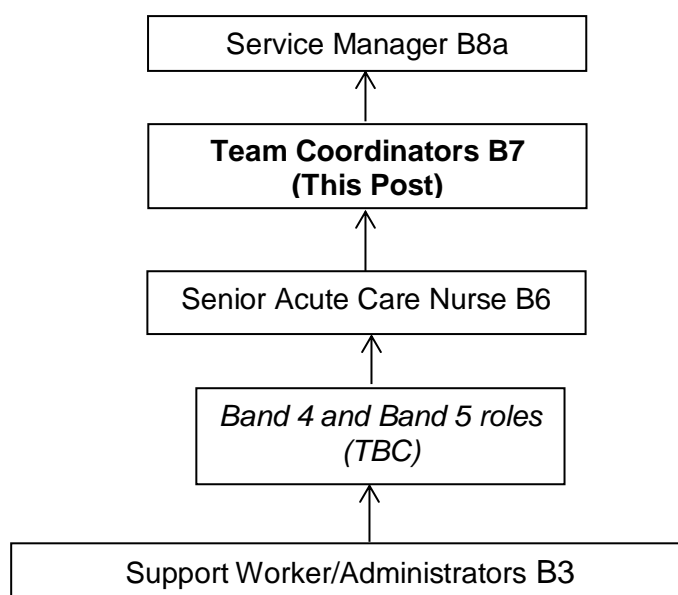 Service Manager B8a
Team Coordinators B7
(This Post)
Senior Acute Care Nurse B6
Band 4 and Band 5 roles
(TBC)
Support Worker/Administrators B3